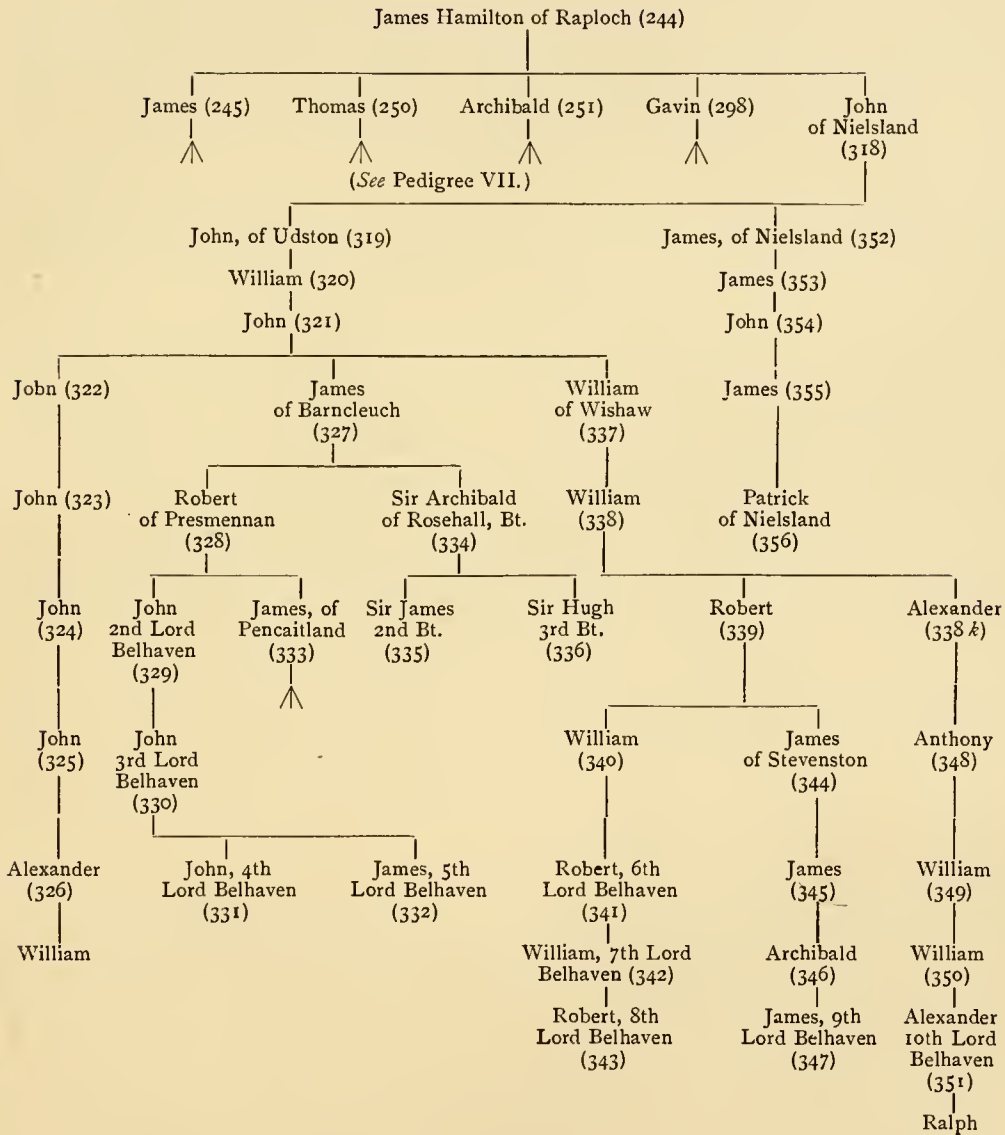 James Hamilton of Raploch (244)
James (245) Thomas (250) Archibald (251) Gavin (298) John
of Nielsland
(318)
(See Pedigree VII.)
John, of Udston (319) James, of Nielsland (352)
William (320) James (353)
John (321) John (354)
John (322) James William James (355)
of Barncleuch of Wishaw
(327) (337)
John (323) Robert Sir Archibald William Patrick
of Presmennan of Rosehall, Bt. (338) of Nielsland
(328) (334) (356)
John John James, of Sir James Sir Hugh Robert Alexander
(324) 2nd Lord Pencaitland 2nd Bt. 3rd Bt. (339) (338 k)
Belhaven (333) (335) (336)
(329)
John John William James Anthony
(325) 3rd Lord (340) of Stevenston (348)
Belhaven (344)
(330)
Alexander John, 4th James, 5th Robert, 6th James William
(326) Lord Belhaven Lord Belhaven Lord Belhaven (345) (349)
(331) (332) (341)
William William, 7th Lord Archibald William
Belhaven (342) (346) (350)
Robert, 8th James, 9th Alexander
Lord Belhaven Lord Belhaven 10th Lord
(343) (347) Belhaven
(351)
Ralph